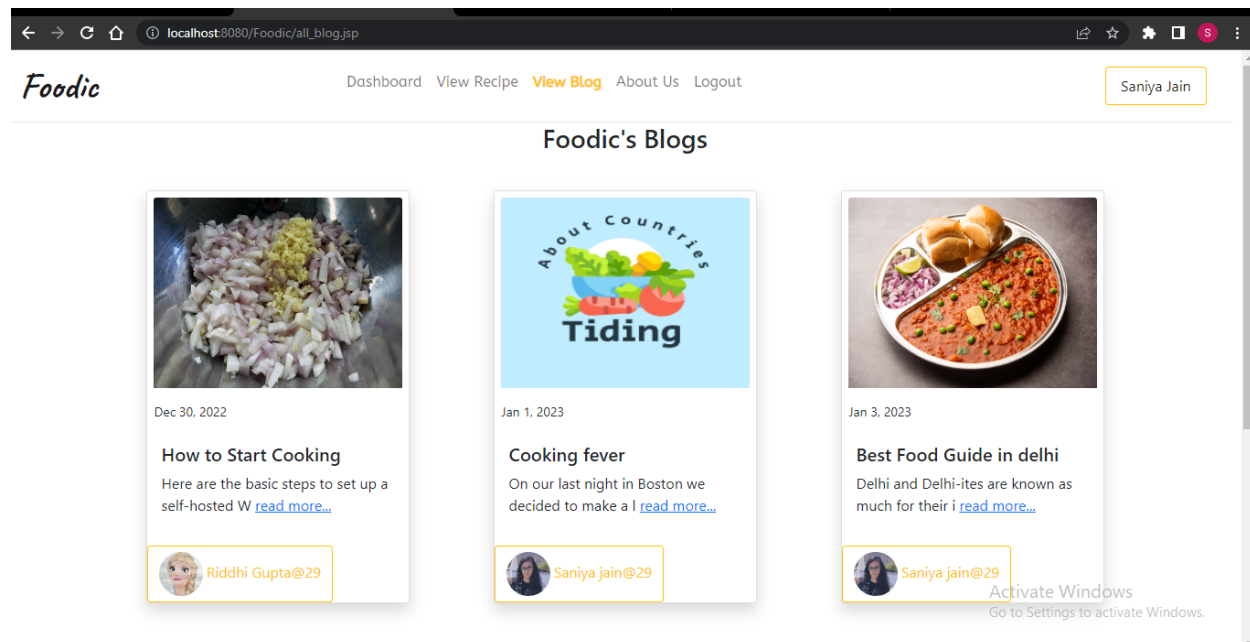 localhost:8080/Foodic/all_blog.jsp
S
Foodic
Dashboard View Recipe View Blog About Us Logout
Saniya Jain
Foodic's Blogs
About Countries
Tiding
Dec 30, 2022
How to Start Cooking
Here are the basic steps to set up a
self-hosted W read more...
Riddhi Gupta@29
Jan 1, 2023
Cooking fever
On our last night in Boston we
decided to make a l read more...
Saniya jain@29
Jan 3, 2023
Best Food Guide in delhi
Delhi and Delhi-ites are known as
much for their i read more...
Saniya jain@29
Activate Windows
Go to Settings to activate Windows.